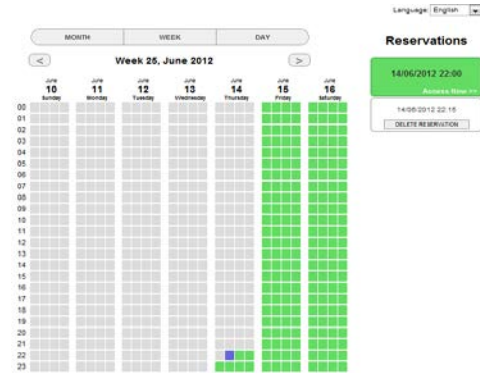 Language: English
MONTH WEEK DAY
Reservations
< Week 25, June 2012 >
14/06/2012 22:00
Access Now >>
June June June June June June June
10 11 12 13 14 15 16
Sunday Monday Tuesday Wednesday Thursday Friday Saturday
14/06/2012 22:15
DELETE RESERVATION
00
01
02
03
04
05
06
07
08
09
10
11
12
13
14
15
16
17
18
19
20
21
22
23